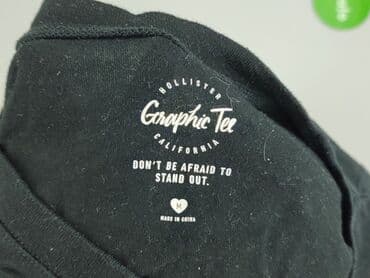 HOLLISTER
Graphic Tee
CALIFORNIA
DON'T BE AFRAID TO
STAND OUT.
M
MADE IN CHINA